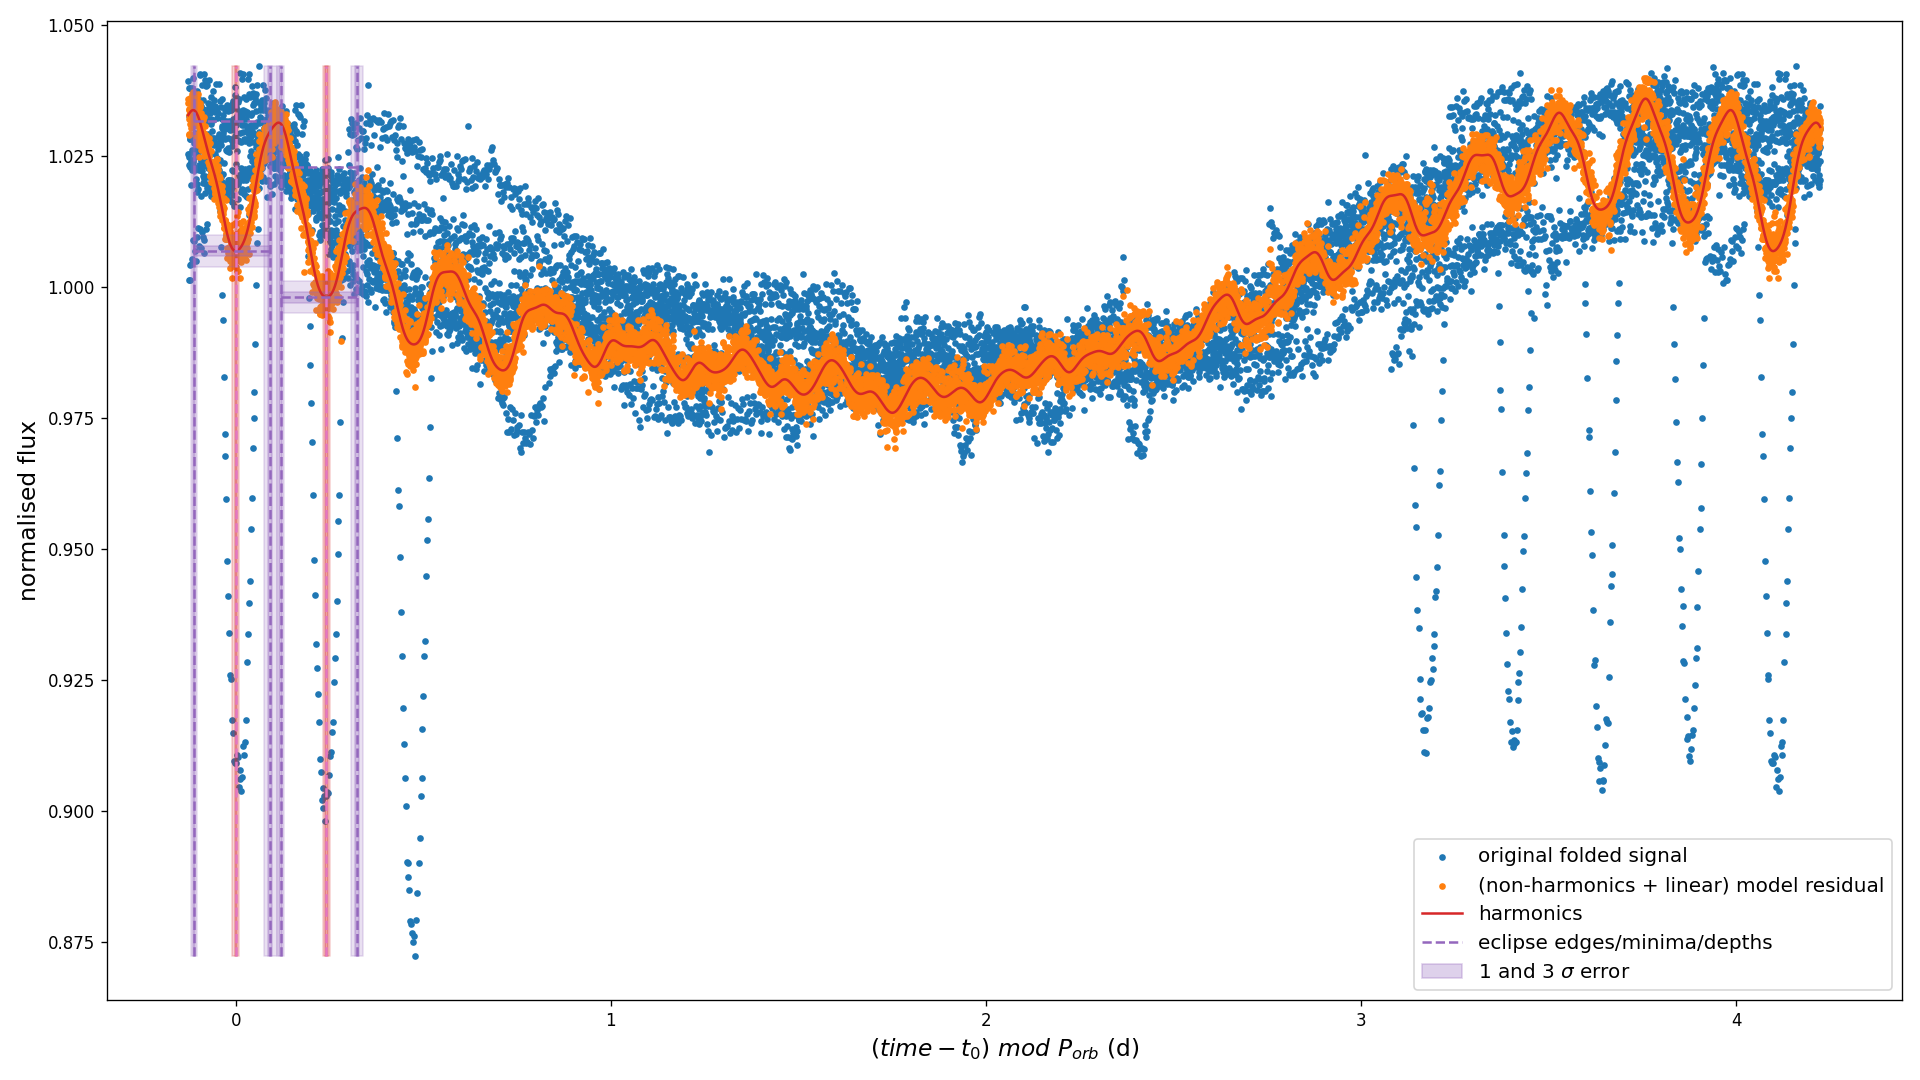 1.050
1.025
1.000
0.975
0.950
0.925
0.900
0.875
normalised flux
0 1 2 3 4
(time − t₀) mod P_orb (d)
original folded signal
(non-harmonics + linear) model residual
harmonics
eclipse edges/minima/depths
1 and 3 σ error